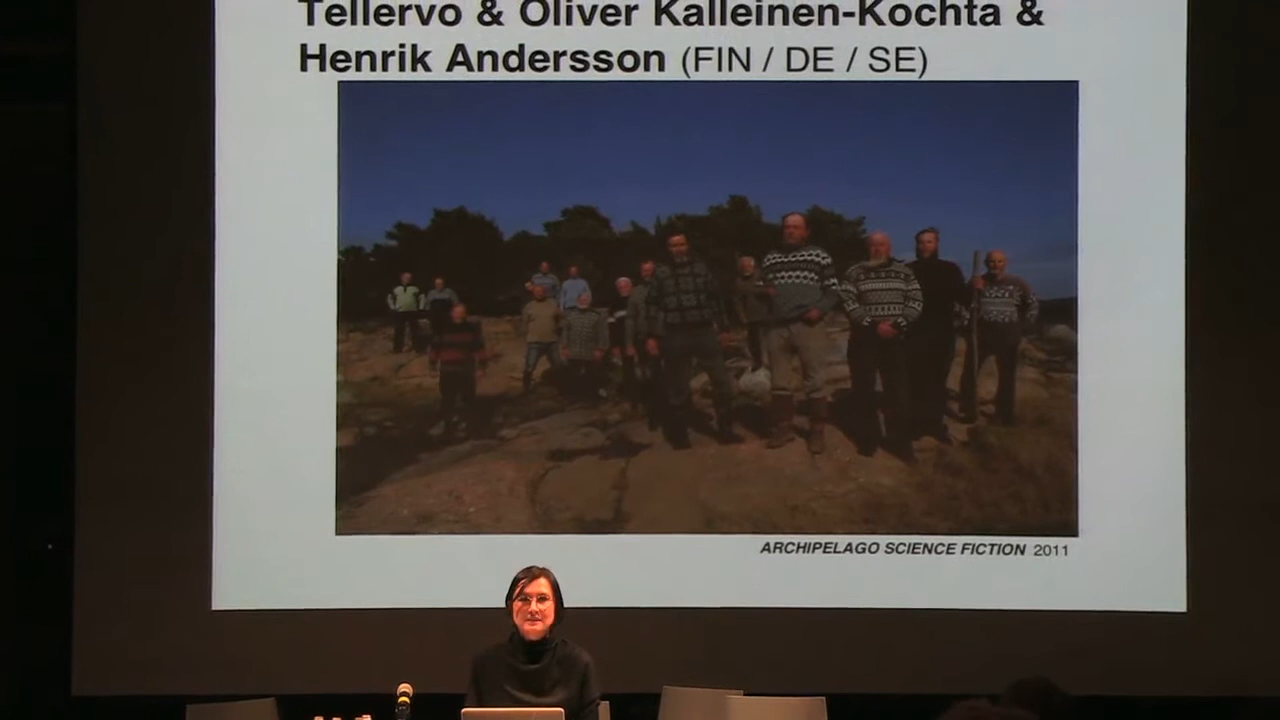 Tellervo & Oliver Kalleinen-Kochta &
Henrik Andersson (FIN / DE / SE)
ARCHIPELAGO SCIENCE FICTION 2011